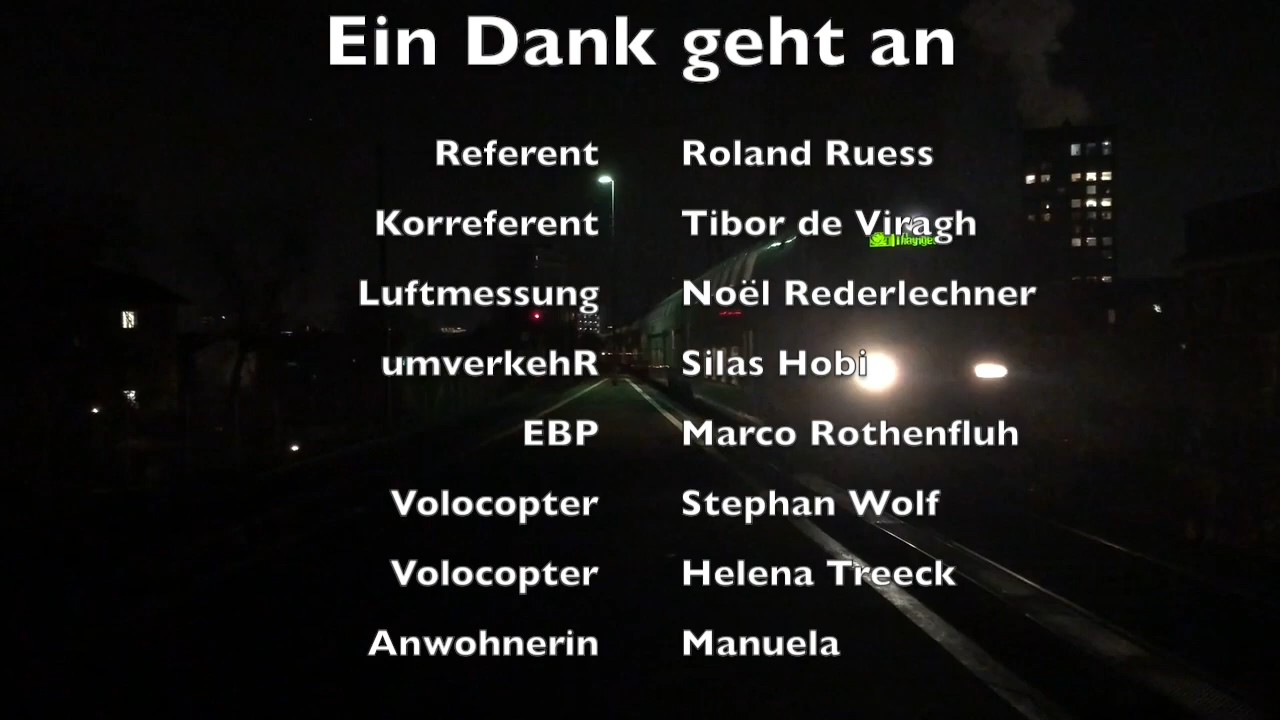 Ein Dank geht an
Referent Roland Ruess
Korreferent Tibor de Viragh
Luftmessung Noël Rederlechner
umverkehR Silas Hobi
EBP Marco Rothenfluh
Volocopter Stephan Wolf
Volocopter Helena Treeck
Anwohnerin Manuela